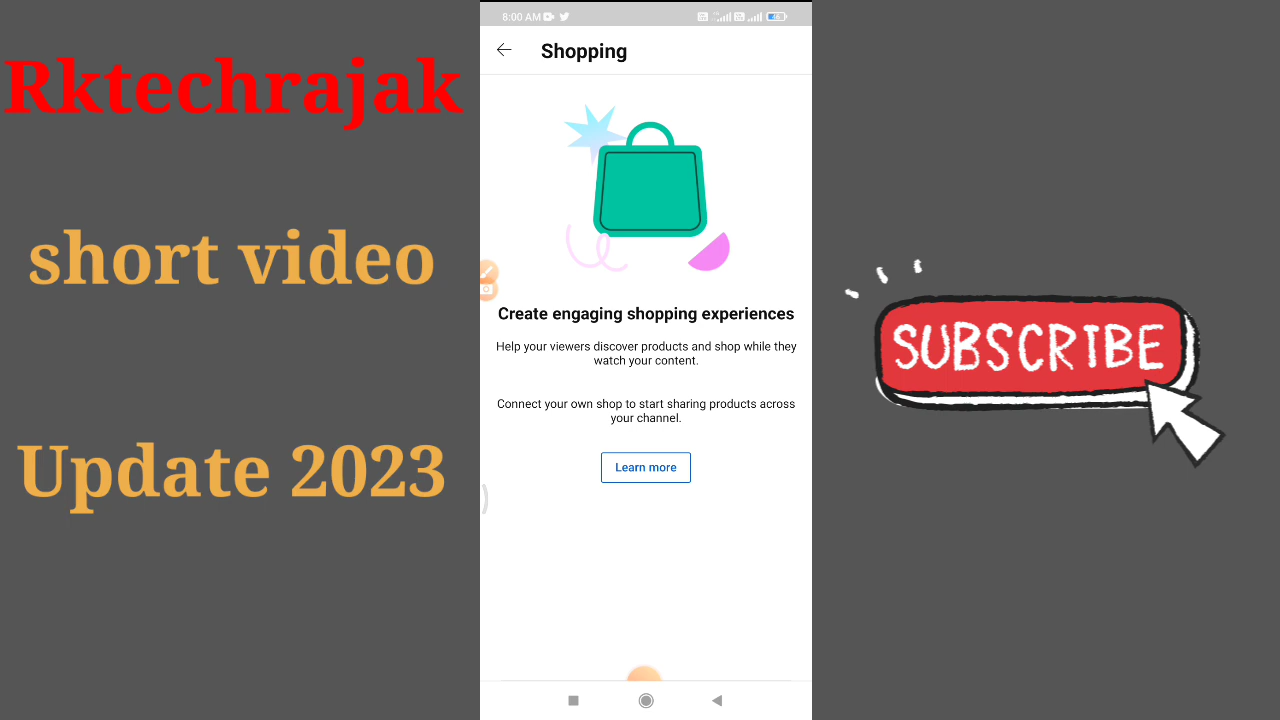 Rktechrajak
short video
Update 2023
8:00 AM
Shopping
Create engaging shopping experiences
Help your viewers discover products and shop while they
watch your content.
Connect your own shop to start sharing products across
your channel.
Learn more
SUBSCRIBE